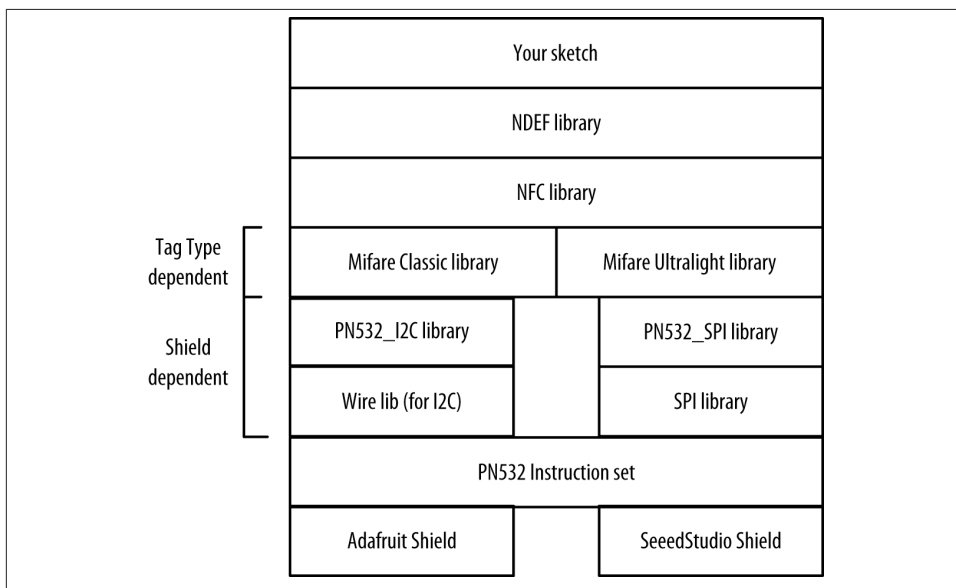 Your sketch
NDEF library
NFC library
Tag Type
dependent
Mifare Classic library
Mifare Ultralight library
Shield
dependent
PN532_I2C library
PN532_SPI library
Wire lib (for I2C)
SPI library
PN532 Instruction set
Adafruit Shield
SeeedStudio Shield